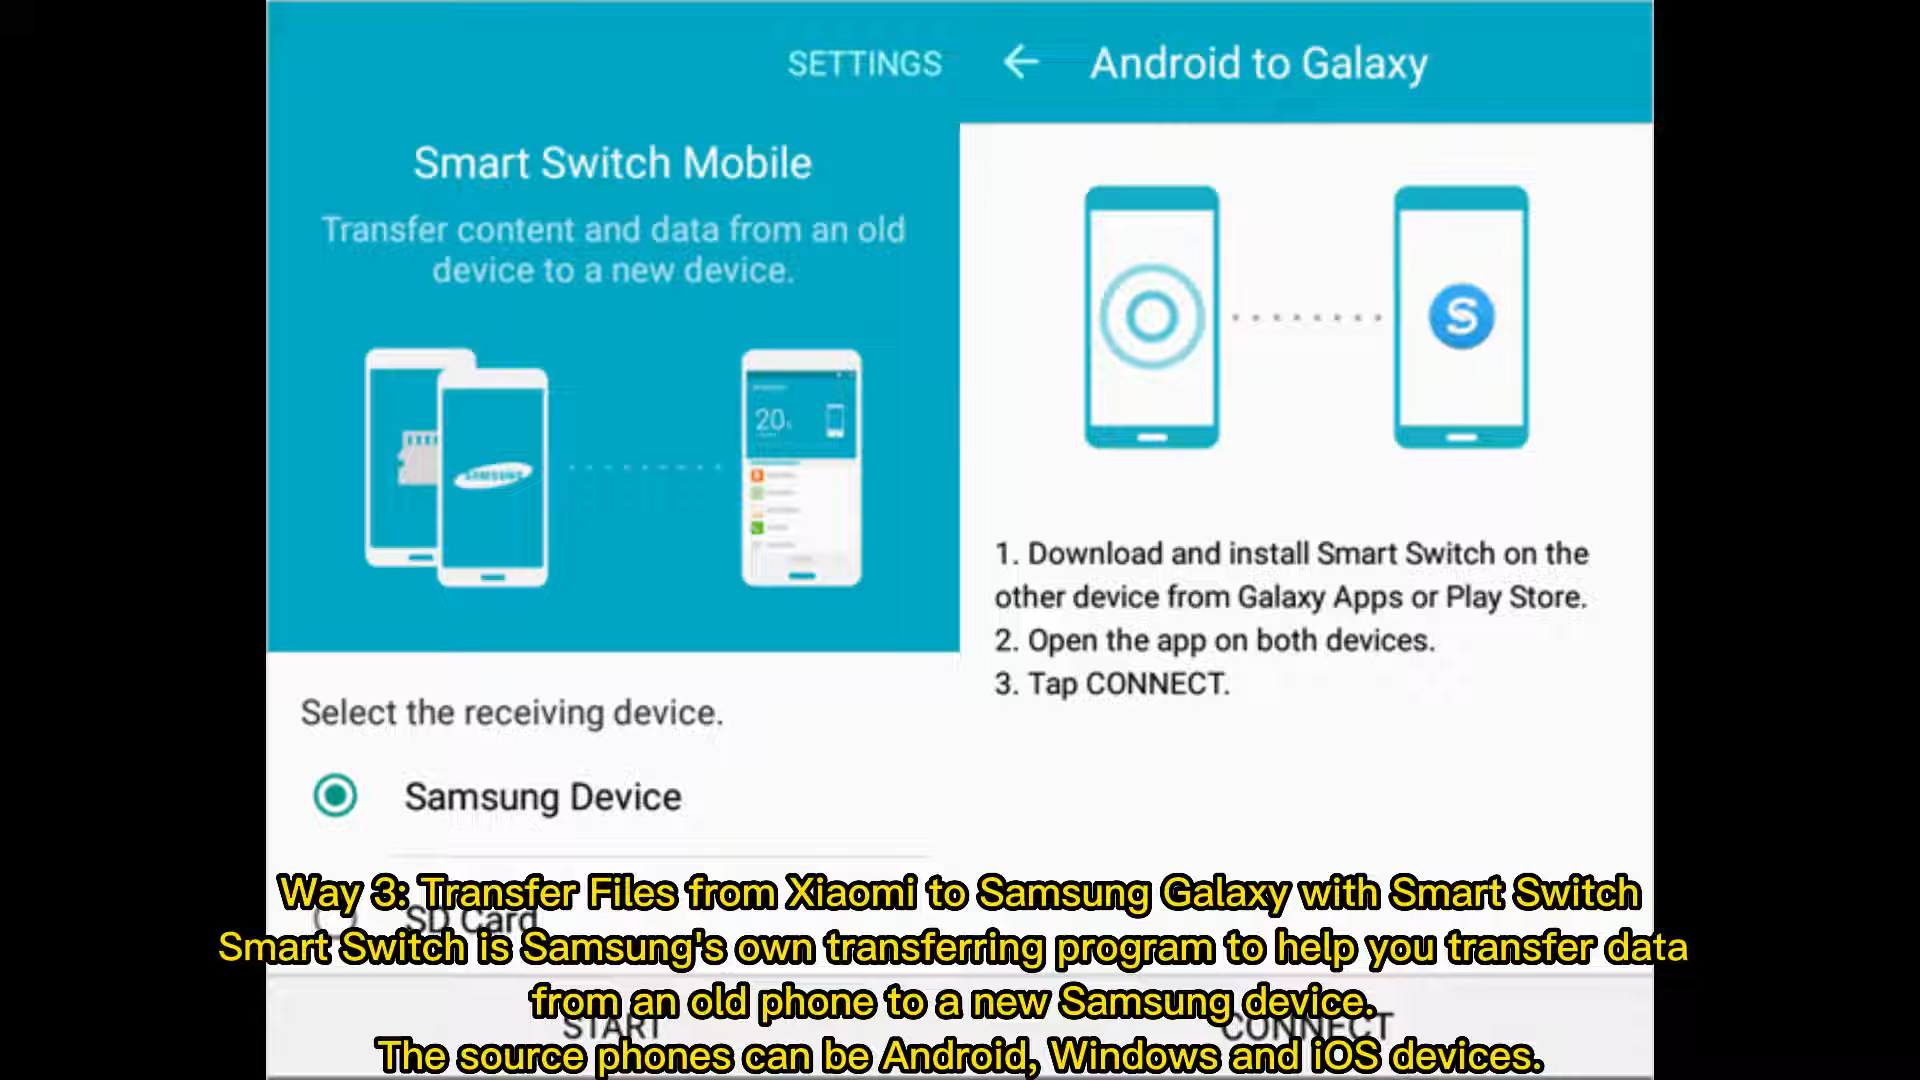 SETTINGS
Smart Switch Mobile
Transfer content and data from an old
device to a new device.
SAMSUNG
20
Select the receiving device.
Samsung Device
SD Card
START
Android to Galaxy
S
1. Download and install Smart Switch on the
other device from Galaxy Apps or Play Store.
2. Open the app on both devices.
3. Tap CONNECT.
CONNECT
Way 3: Transfer Files from Xiaomi to Samsung Galaxy with Smart Switch
Smart Switch is Samsung's own transferring program to help you transfer data
from an old phone to a new Samsung device.
The source phones can be Android, Windows and iOS devices.